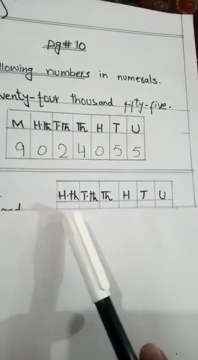 Pg# 10
llowing numbers in numerals.
wenty-four thousand fifty-five.
M H.th T.th Th H T U
9 0 2 4 0 5 5
H.th T.th Th H T U